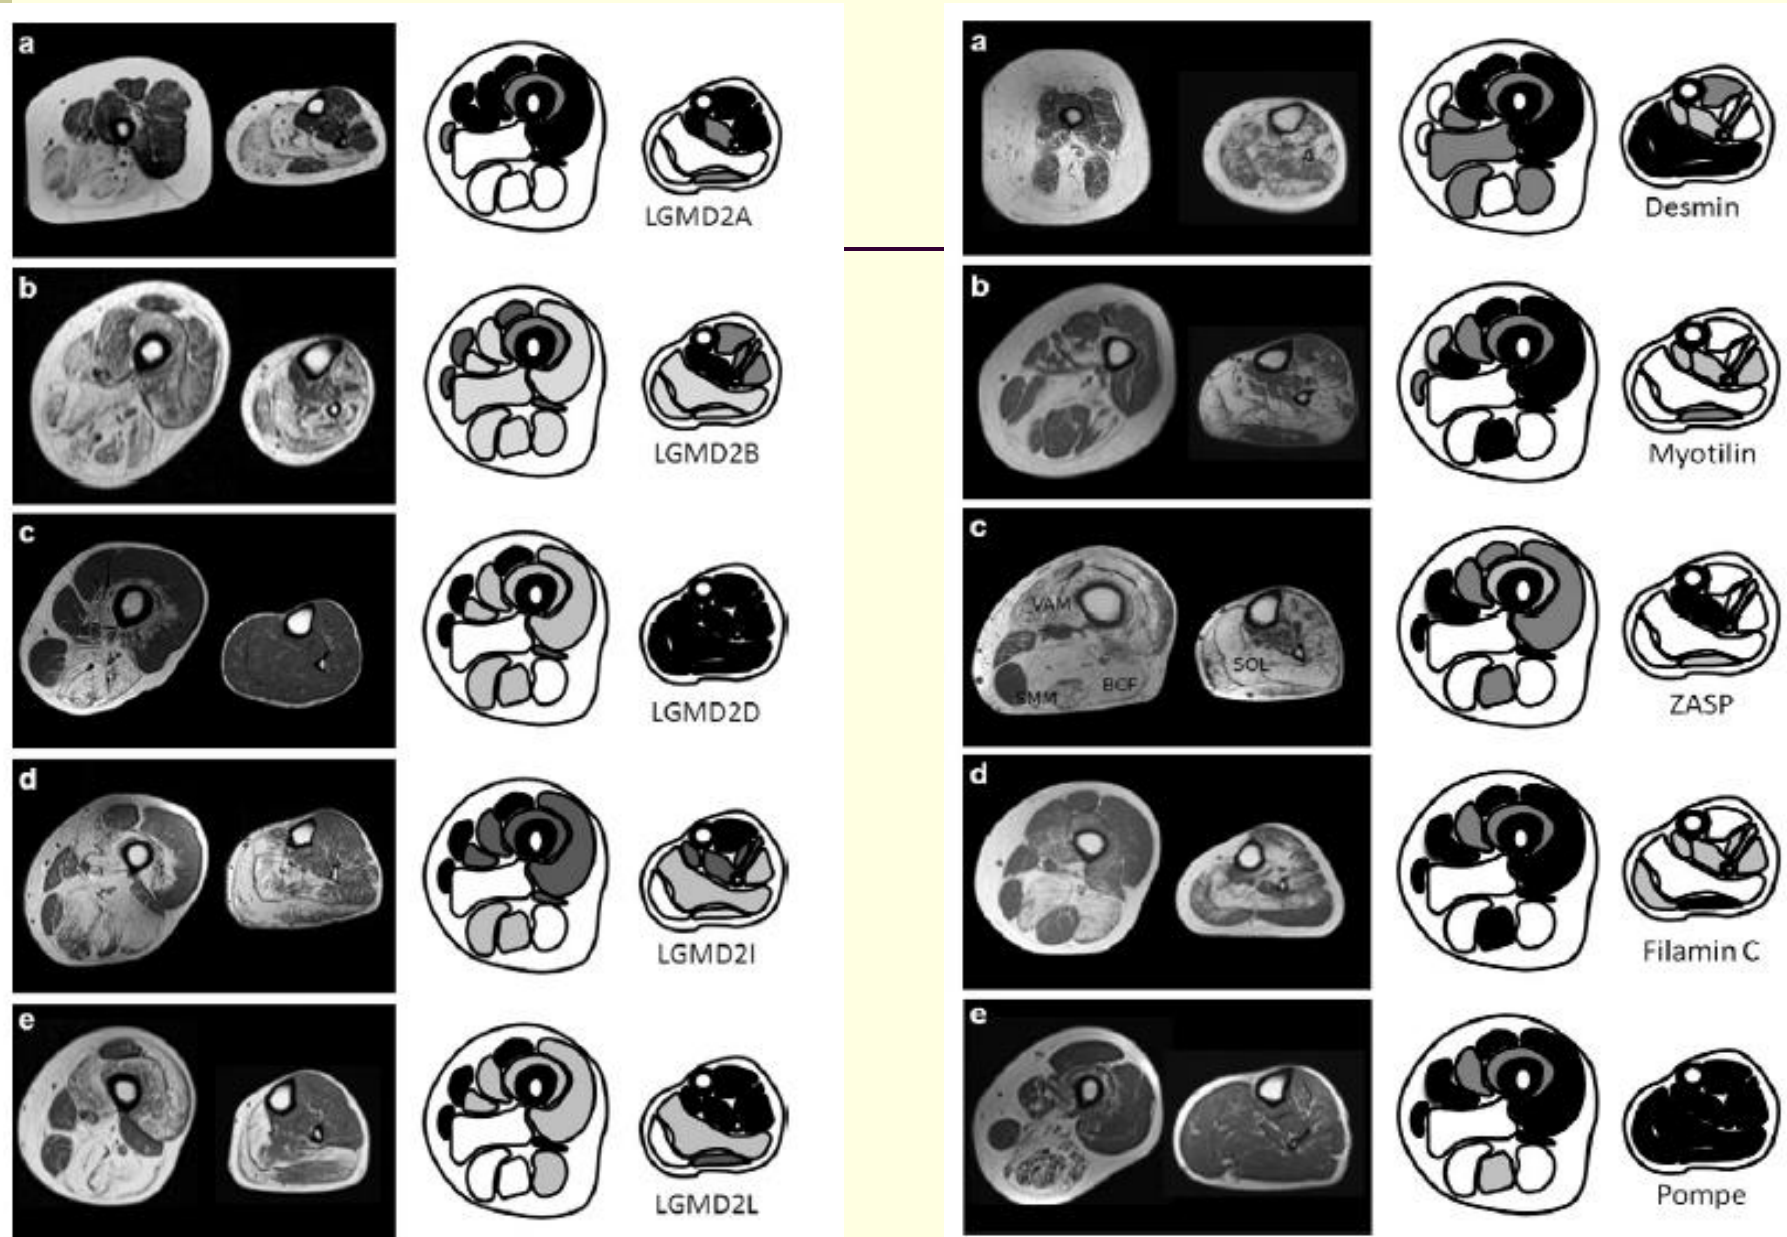 a
LGMD2A
b
LGMD2B
c
LGMD2D
d
LGMD2I
e
LGMD2L
a
Desmin
b
Myotilin
c
VAM
SMM
BCF
SOL
ZASP
d
Filamin C
e
Pompe